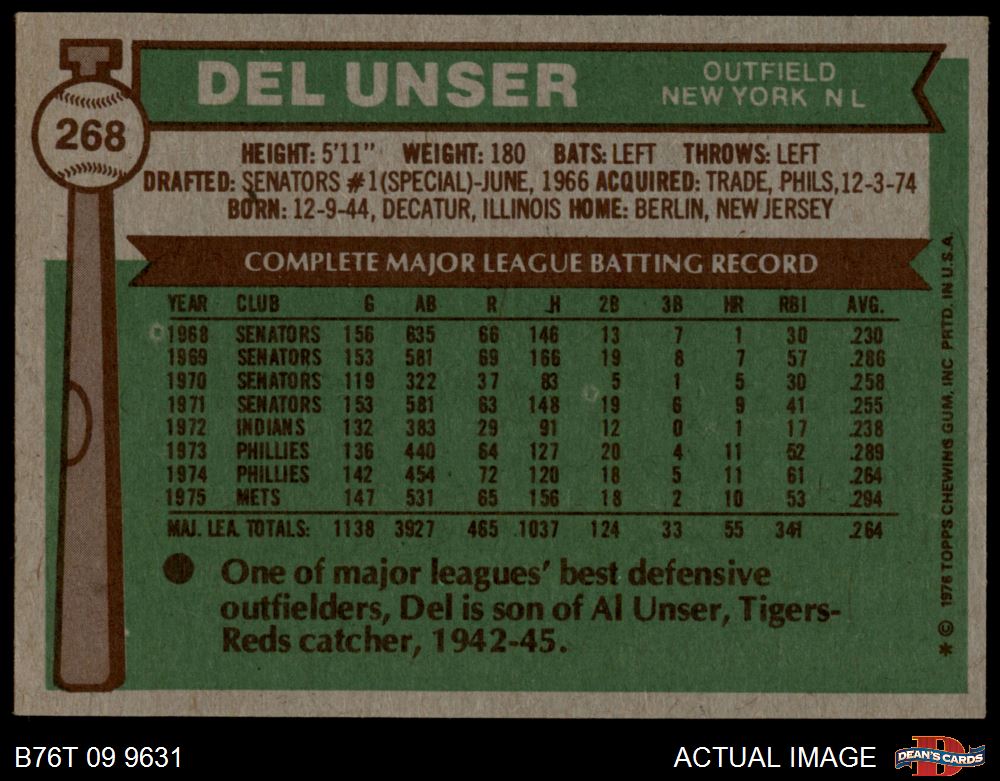 268
DEL UNSER
OUTFIELD
NEW YORK N L
HEIGHT: 5'11" WEIGHT: 180 BATS: LEFT THROWS: LEFT
DRAFTED: SENATORS #1(SPECIAL)-JUNE, 1966 ACQUIRED: TRADE, PHILS,12-3-74
BORN: 12-9-44, DECATUR, ILLINOIS HOME: BERLIN, NEW JERSEY
COMPLETE MAJOR LEAGUE BATTING RECORD
YEAR CLUB G AB R H 2B 3B HR RBI AVG.
1968 SENATORS 156 635 66 146 13 7 1 30 .230
1969 SENATORS 153 581 69 166 19 8 7 57 .286
1970 SENATORS 119 322 37 83 5 1 5 30 .258
1971 SENATORS 153 581 63 148 19 6 9 41 .255
1972 INDIANS 132 383 29 91 12 0 1 17 .238
1973 PHILLIES 136 440 64 127 20 4 11 52 .289
1974 PHILLIES 142 454 72 120 18 5 11 61 .264
1975 METS 147 531 65 156 18 2 10 53 .294
MAJ. LEA. TOTALS: 1138 3927 465 1037 124 33 55 341 .264
One of major leagues' best defensive
outfielders, Del is son of Al Unser, Tigers-
Reds catcher, 1942-45.
* © 1976 TOPPS CHEWING GUM, INC PRTD. IN U.S.A.
B76T 09 9631
ACTUAL IMAGE
D
DEAN'S CARDS